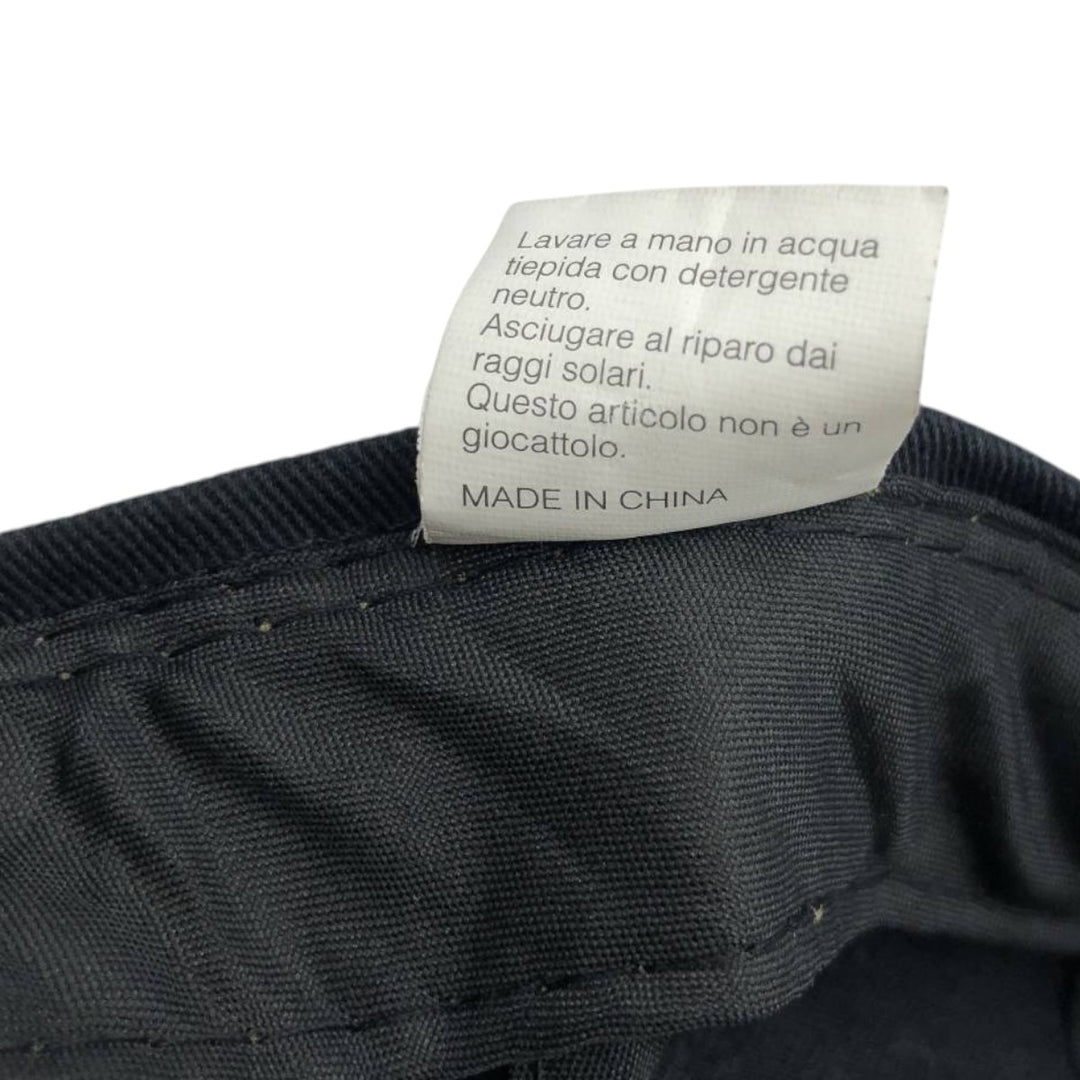 Lavare a mano in acqua
tiepida con detergente
neutro.
Asciugare al riparo dai
raggi solari.
Questo articolo non è un
giocattolo.
MADE IN CHINA